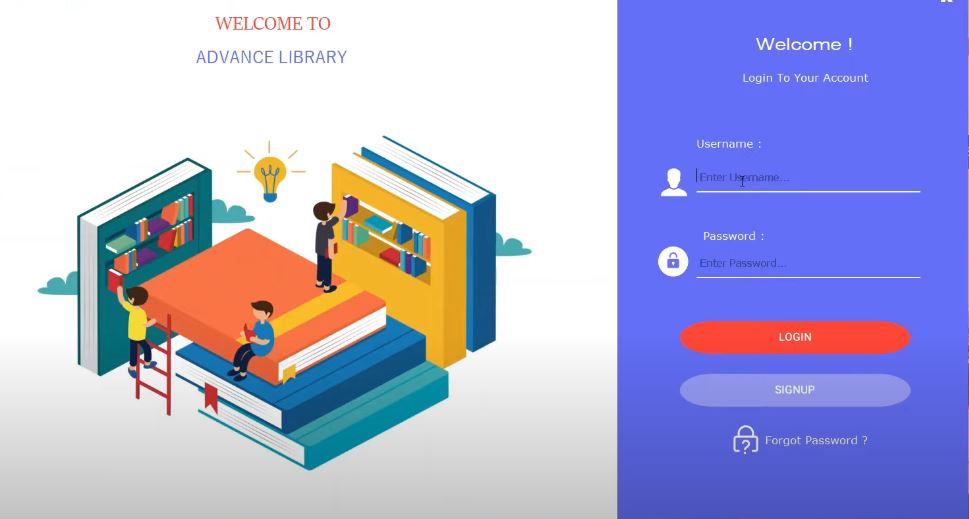 WELCOME TO
ADVANCE LIBRARY
Welcome !
Login To Your Account
Username :
Enter Username...
Password :
Enter Password...
LOGIN
SIGNUP
Forgot Password ?